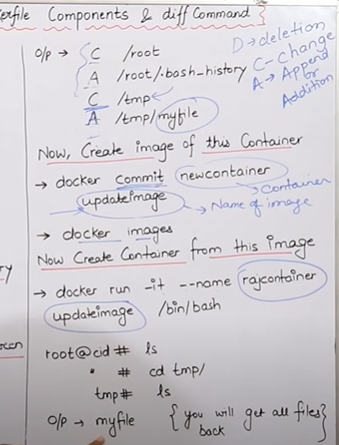 file Components & diff Command }
O/P → C /root
A /root/.bash_history
C /tmp
A /tmp/myfile
D → deletion
C - Change
A → Append
or
Addition
Now, Create image of this Container
→ docker commit newcontainer
updateimage
→ Container
→ Name of image
→ docker images
Now Create Container from this image
→ docker run -it --name rajcontainer
updateimage /bin/bash
root@cid # ls
" # cd tmp/
tmp# ls
O/P → myfile { you will get all files }
back